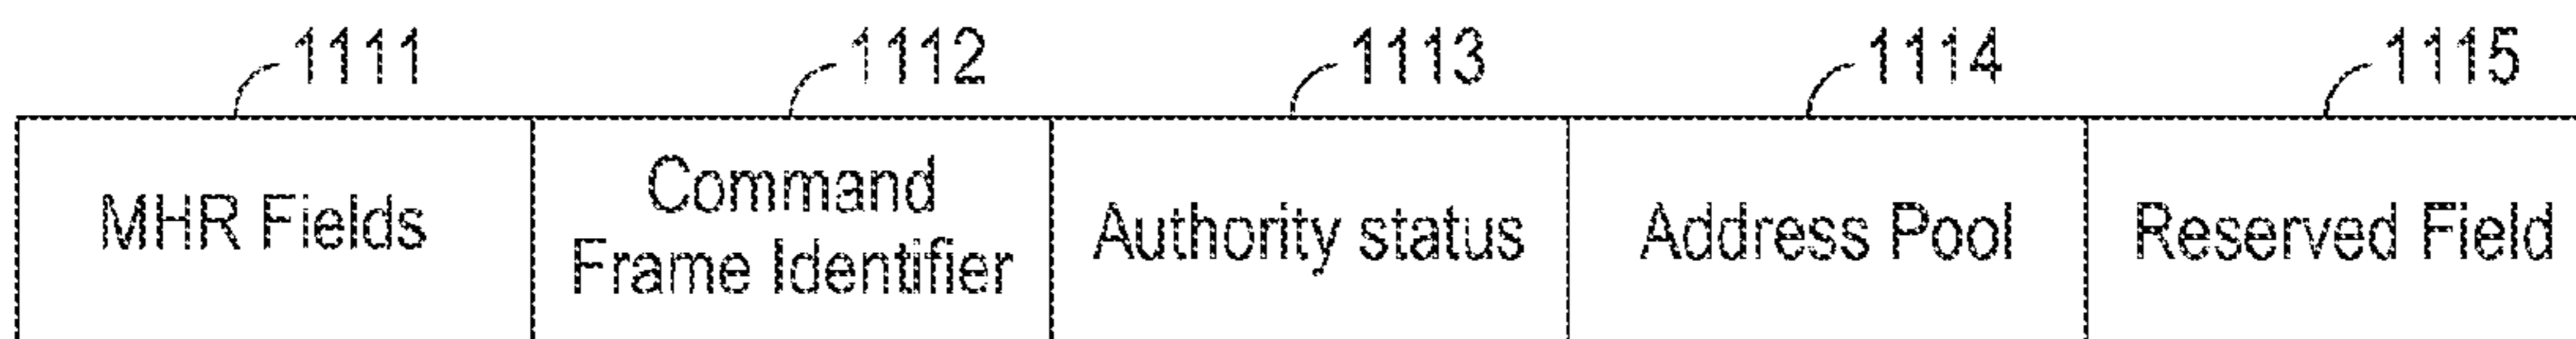 1111 1112 1113 1114 1115
MHR Fields Command Frame Identifier Authority status Address Pool Reserved Field